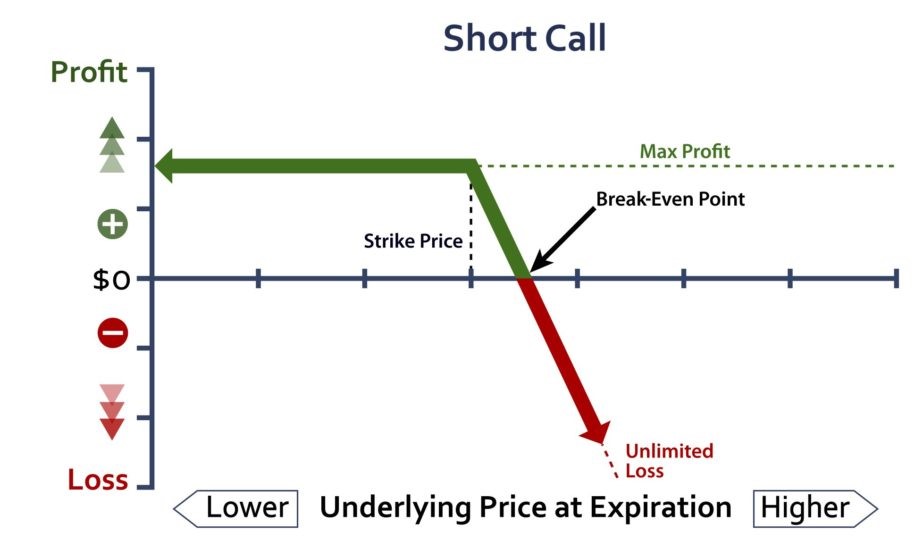 Short Call
Profit
Max Profit
Break-Even Point
Strike Price
$0
Unlimited
Loss
Loss
Lower
Underlying Price at Expiration
Higher